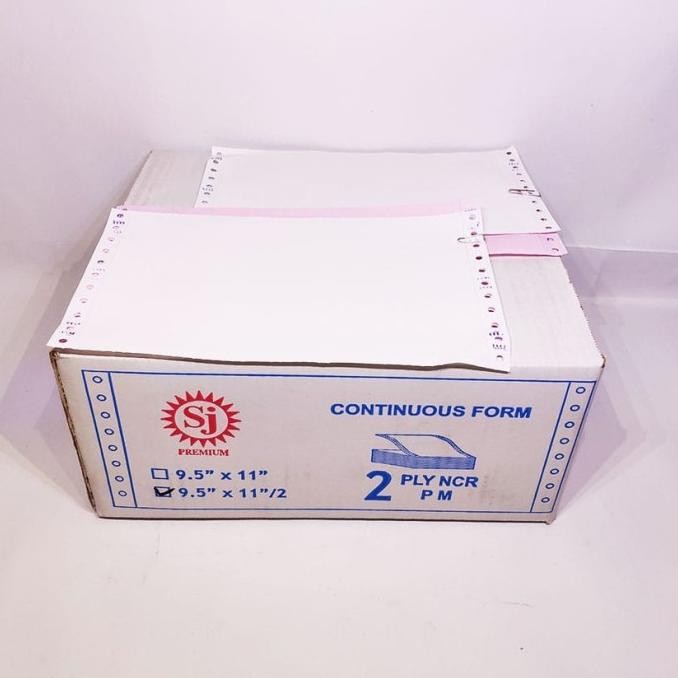 Sj
PREMIUM
9.5" x 11"
9.5" x 11"/2
CONTINUOUS FORM
2 PLY NCR
P M